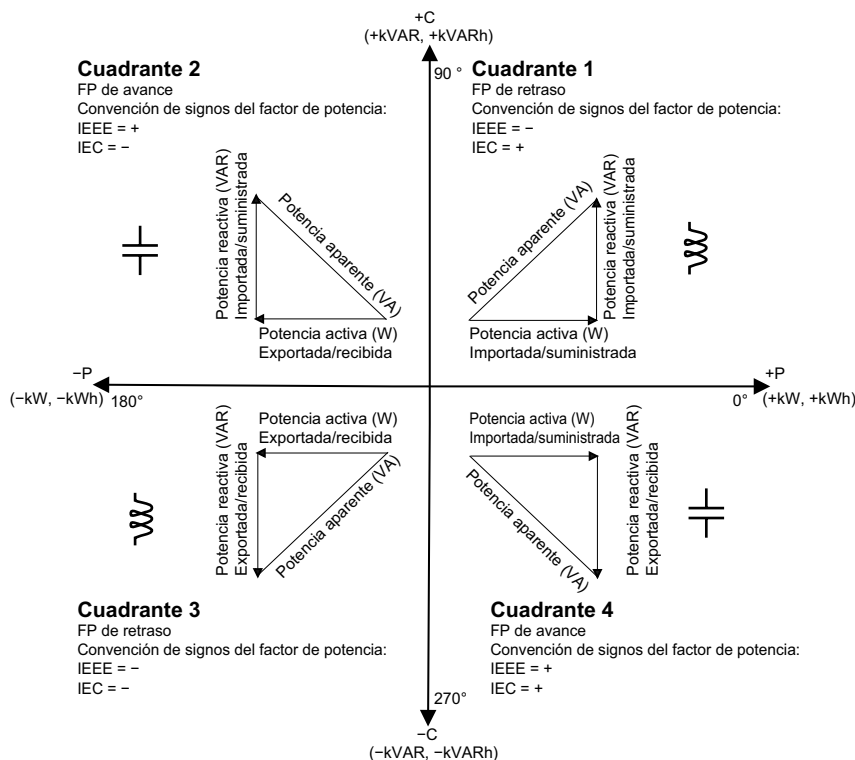 +C
(+kVAR, +kVARh)
90 °
Cuadrante 2
FP de avance
Convención de signos del factor de potencia:
IEEE = +
IEC = −
Potencia reactiva (VAR)
Importada/suministrada
Potencia aparente (VA)
Potencia activa (W)
Exportada/recibida
Cuadrante 1
FP de retraso
Convención de signos del factor de potencia:
IEEE = −
IEC = +
Potencia aparente (VA)
Potencia reactiva (VAR)
Importada/suministrada
Potencia activa (W)
Importada/suministrada
−P
(−kW, −kWh)
180°
0°
+P
(+kW, +kWh)
Potencia activa (W)
Exportada/recibida
Potencia reactiva (VAR)
Exportada/recibida
Potencia aparente (VA)
Cuadrante 3
FP de retraso
Convención de signos del factor de potencia:
IEEE = −
IEC = −
Potencia activa (W)
Importada/suministrada
Potencia aparente (VA)
Potencia reactiva (VAR)
Exportada/recibida
Cuadrante 4
FP de avance
Convención de signos del factor de potencia:
IEEE = +
IEC = +
270°
−C
(−kVAR, −kVARh)